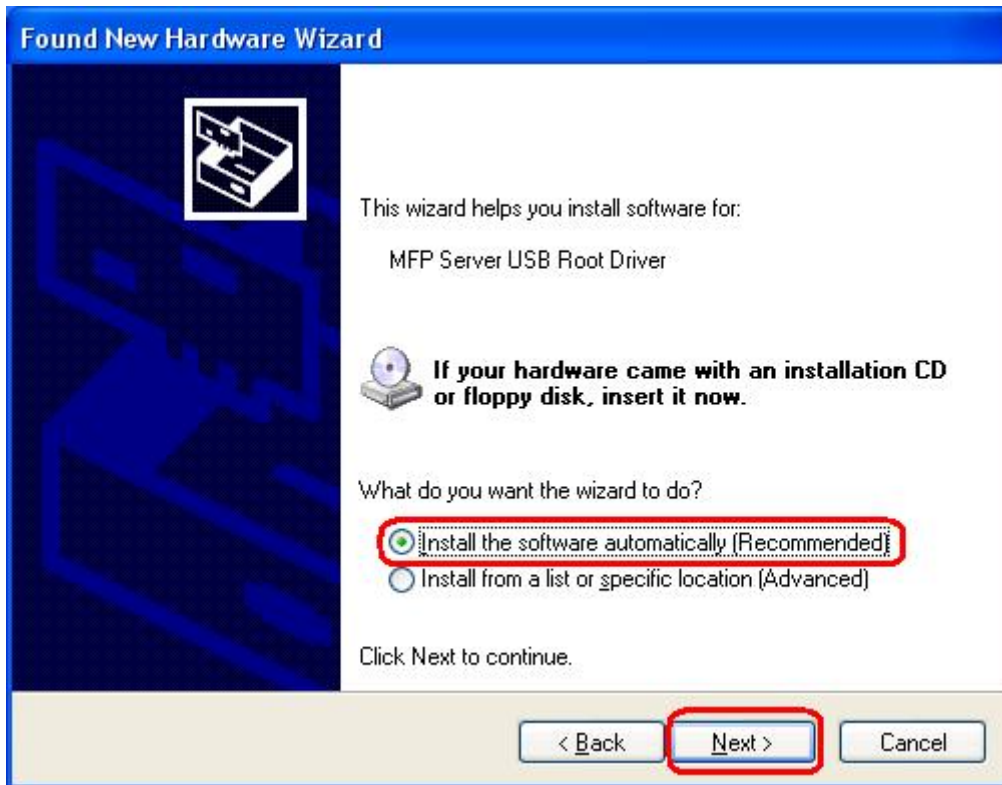 Found New Hardware Wizard
This wizard helps you install software for:
MFP Server USB Root Driver
If your hardware came with an installation CD
or floppy disk, insert it now.
What do you want the wizard to do?
Install the software automatically (Recommended)
Install from a list or specific location (Advanced)
Click Next to continue.
< Back
Next >
Cancel